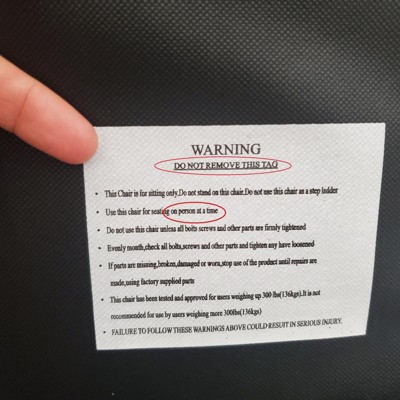 WARNING
DO NOT REMOVE THIS TAG
• This Chair is for sitting only.Do not stand on this chair.Do not use this chair as a step ladder
• Use this chair for seating on person at a time
• Do not use this chair unless all bolts screws and other parts are firmly tightened
• Evenly month,check all bolts,screws and other parts and tighten any have loosened
• If parts are missing,broken,damaged or worn,stop use of the product until repairs are
made,using factory supplied parts
• This chair has been tested and approved for users weighing up 300 lbs(136kgs).It is not
recommended for use by users weighing more 300lbs(136kgs)
• FAILURE TO FOLLOW THESE WARNINGS ABOVE COULD RESUIT IN SERIOUS INJURY.